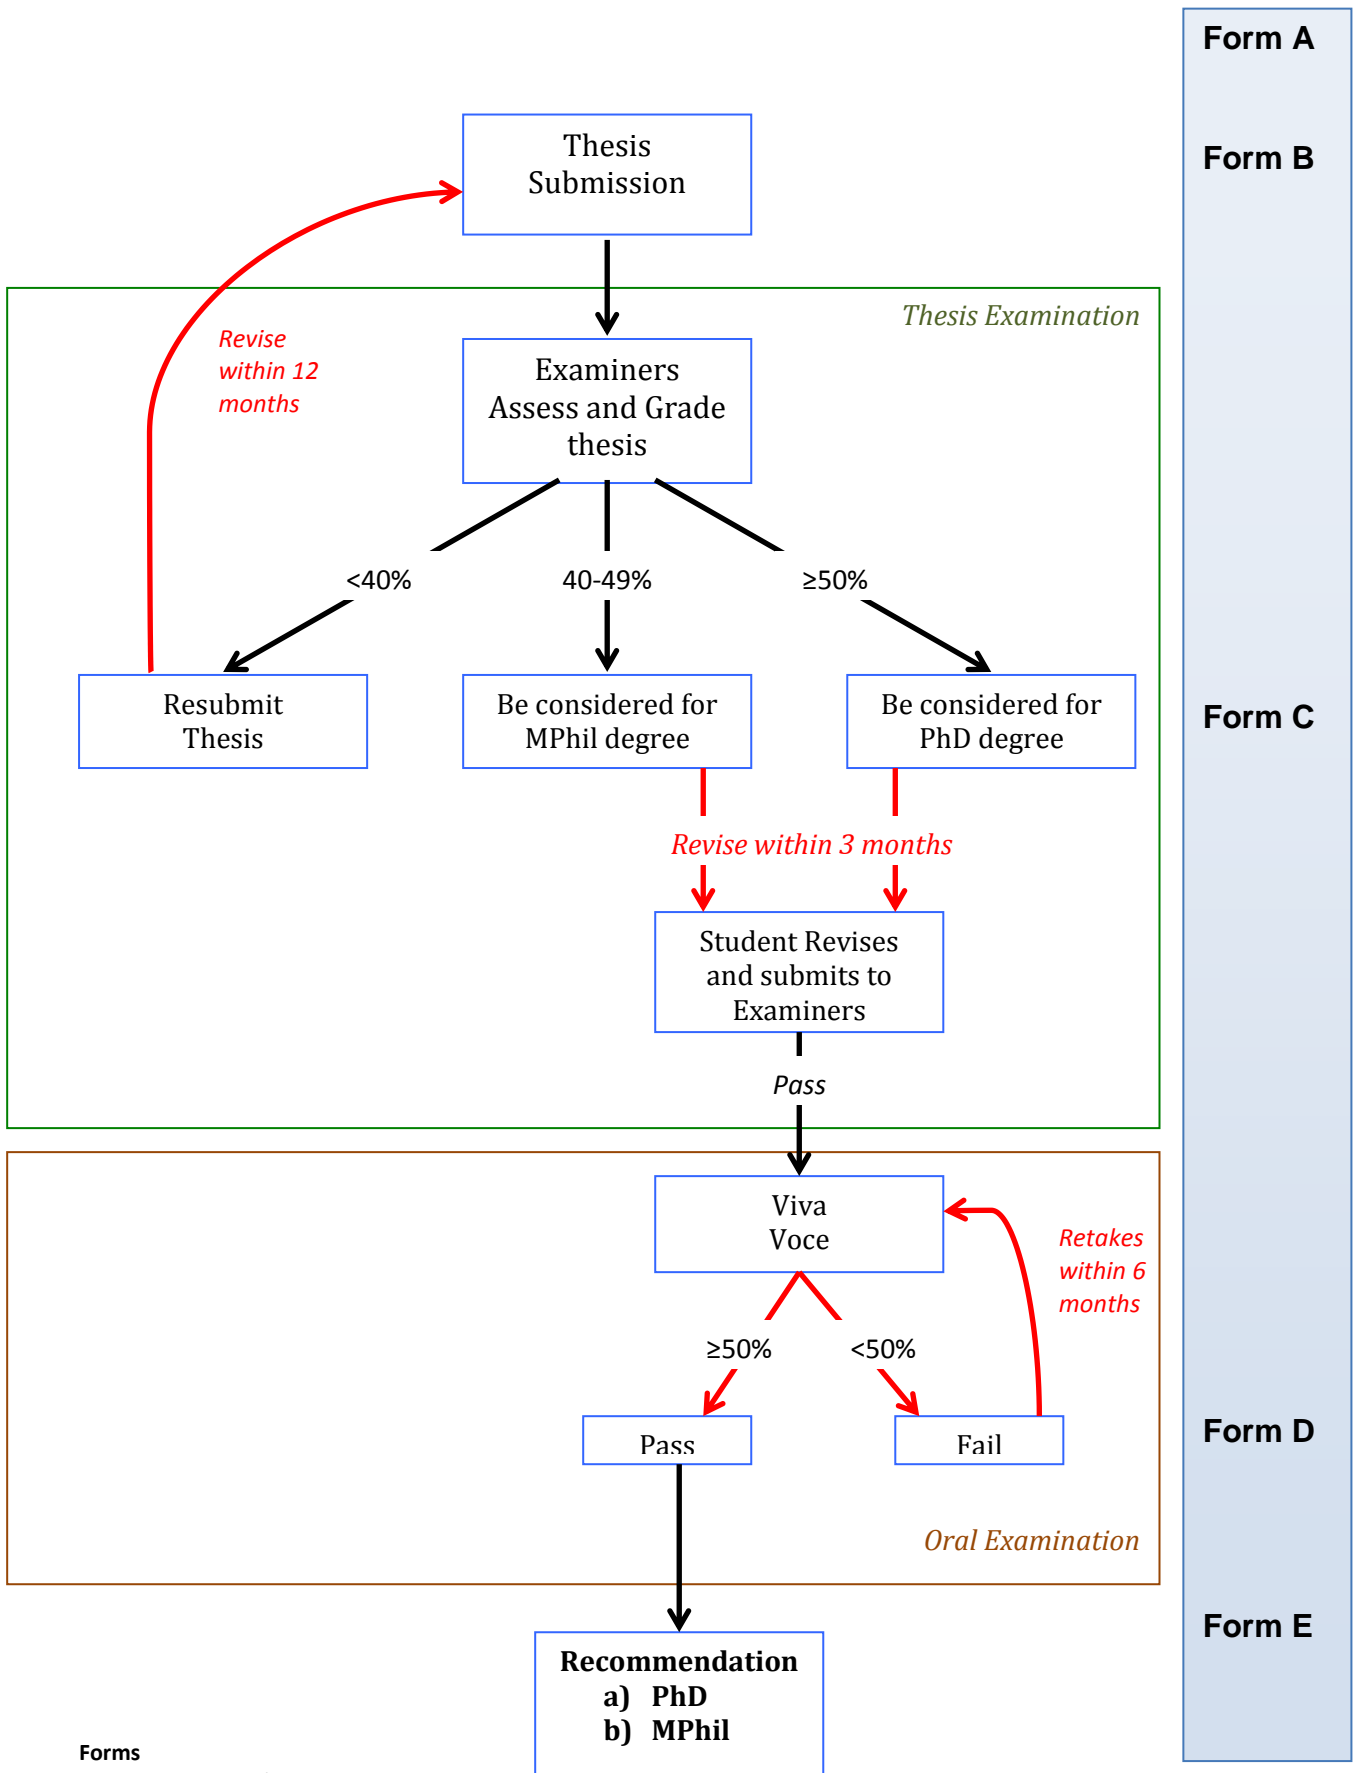 Form A
Thesis
Submission
Form B
Thesis Examination
Revise
within 12
months
Examiners
Assess and Grade
thesis
<40%
40-49%
≥50%
Resubmit
Thesis
Be considered for
MPhil degree
Be considered for
PhD degree
Form C
Revise within 3 months
Student Revises
and submits to
Examiners
Pass
Viva
Voce
Retakes
within 6
months
≥50%
<50%
Pass
Fail
Form D
Oral Examination
Form E
Recommendation
a) PhD
b) MPhil
Forms